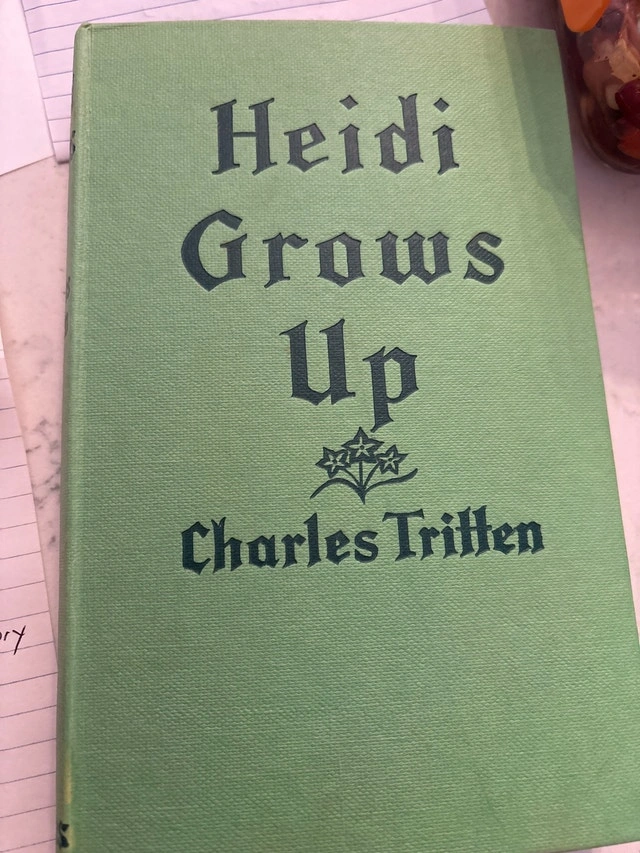 Heidi
Grows
Up
Charles Tritten